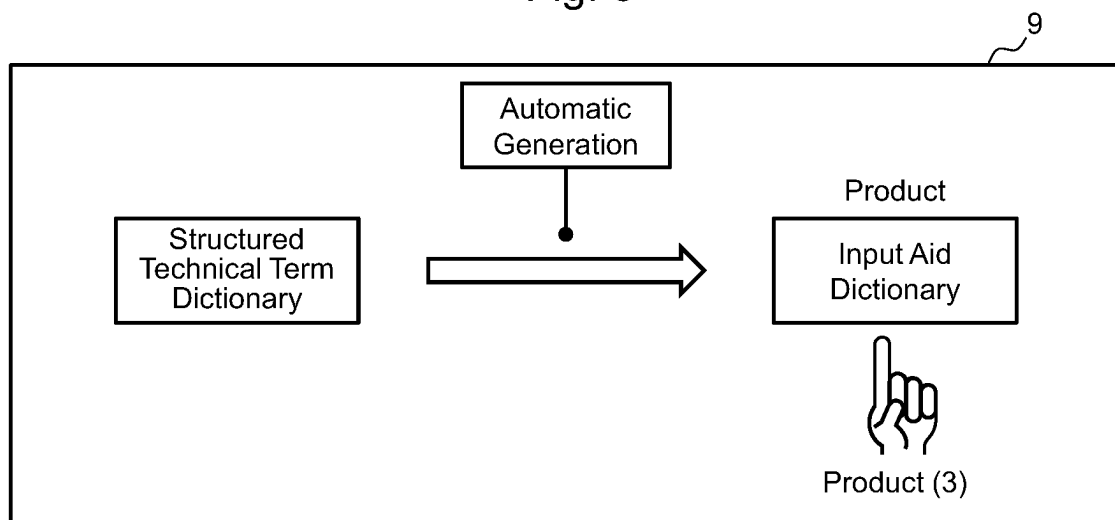 9
Automatic
Generation
Product
Structured
Technical Term
Dictionary
Input Aid
Dictionary
Product (3)